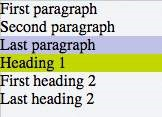 First paragraph
Second paragraph
Last paragraph
Heading 1
First heading 2
Last heading 2